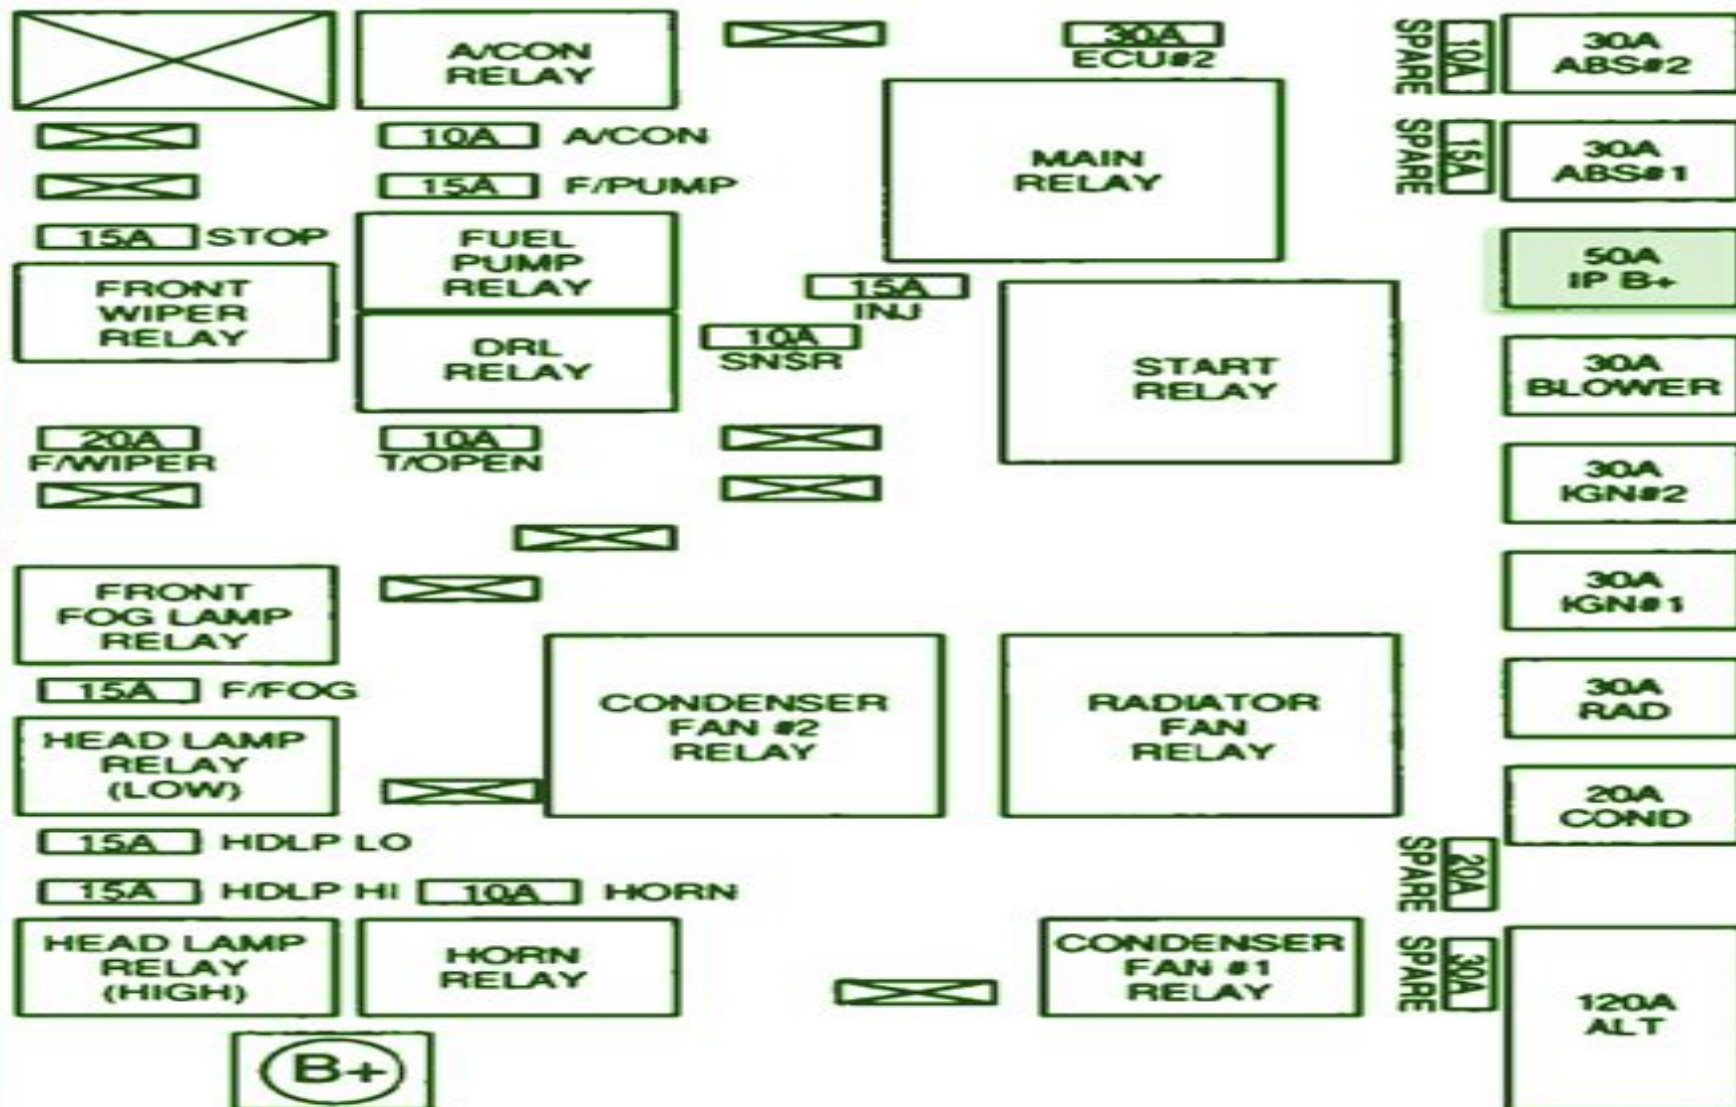 A/CON
RELAY
30A
ECU#2
SPARE
10A
30A
ABS#2
10A A/CON
15A F/PUMP
MAIN
RELAY
SPARE
15A
30A
ABS#1
15A STOP
FUEL
PUMP
RELAY
50A
IP B+
FRONT
WIPER
RELAY
15A
INJ
DRL
RELAY
10A
SNSR
START
RELAY
30A
BLOWER
20A
F/WIPER
10A
T/OPEN
30A
IGN#2
FRONT
FOG LAMP
RELAY
30A
IGN#1
15A F/FOG
CONDENSER
FAN #2
RELAY
RADIATOR
FAN
RELAY
30A
RAD
HEAD LAMP
RELAY
(LOW)
20A
COND
15A HDLP LO
SPARE
20A
15A HDLP HI
10A HORN
HEAD LAMP
RELAY
(HIGH)
HORN
RELAY
CONDENSER
FAN #1
RELAY
SPARE
30A
120A
ALT
B+